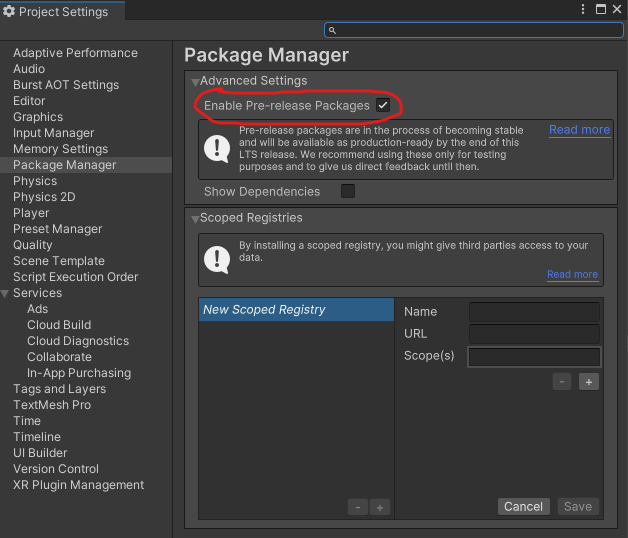 Project Settings
Adaptive Performance
Audio
Burst AOT Settings
Editor
Graphics
Input Manager
Memory Settings
Package Manager
Physics
Physics 2D
Player
Preset Manager
Quality
Scene Template
Script Execution Order
Services
Ads
Cloud Build
Cloud Diagnostics
Collaborate
In-App Purchasing
Tags and Layers
TextMesh Pro
Time
Timeline
UI Builder
Version Control
XR Plugin Management
Package Manager
Advanced Settings
Enable Pre-release Packages
Pre-release packages are in the process of becoming stable
and will be available as production-ready by the end of this
LTS release. We recommend using these only for testing
purposes and to give us direct feedback until then.
Read more
Show Dependencies
Scoped Registries
By installing a scoped registry, you might give third parties access to your
data.
Read more
New Scoped Registry
Name
URL
Scope(s)
- +
- +
Cancel Save